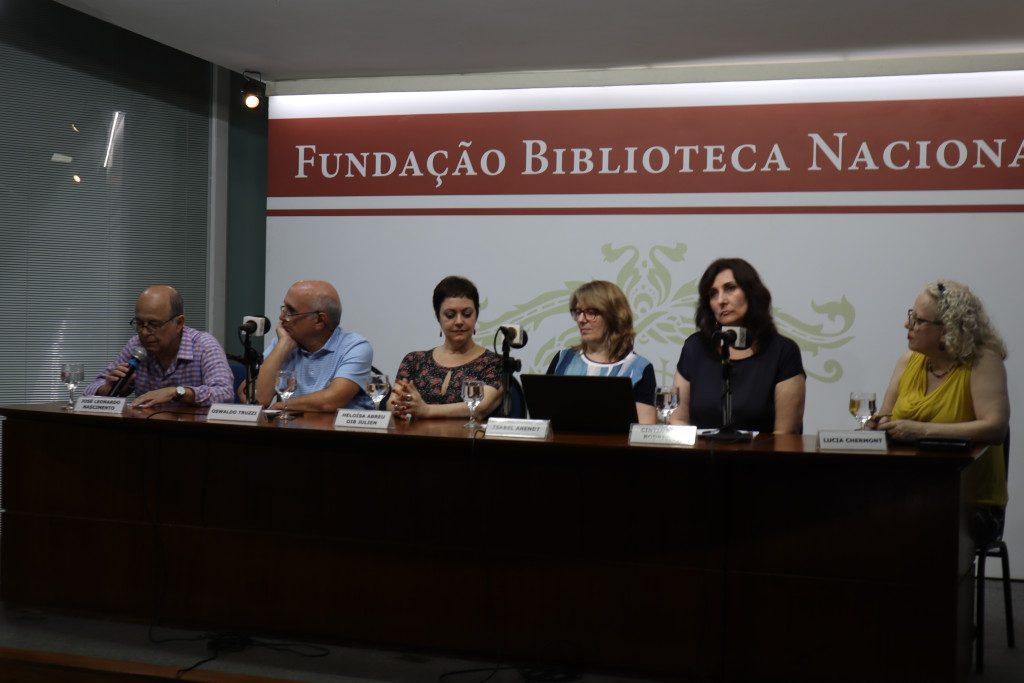 FUNDAÇÃO BIBLIOTECA NACIONA
JOSÉ LEONARDO
NASCIMENTO
OSWALDO TRUZZI
HELOÍSA ABREU
DIB JULIEN
ISABEL ARENDT
LUCIA CHERMONT